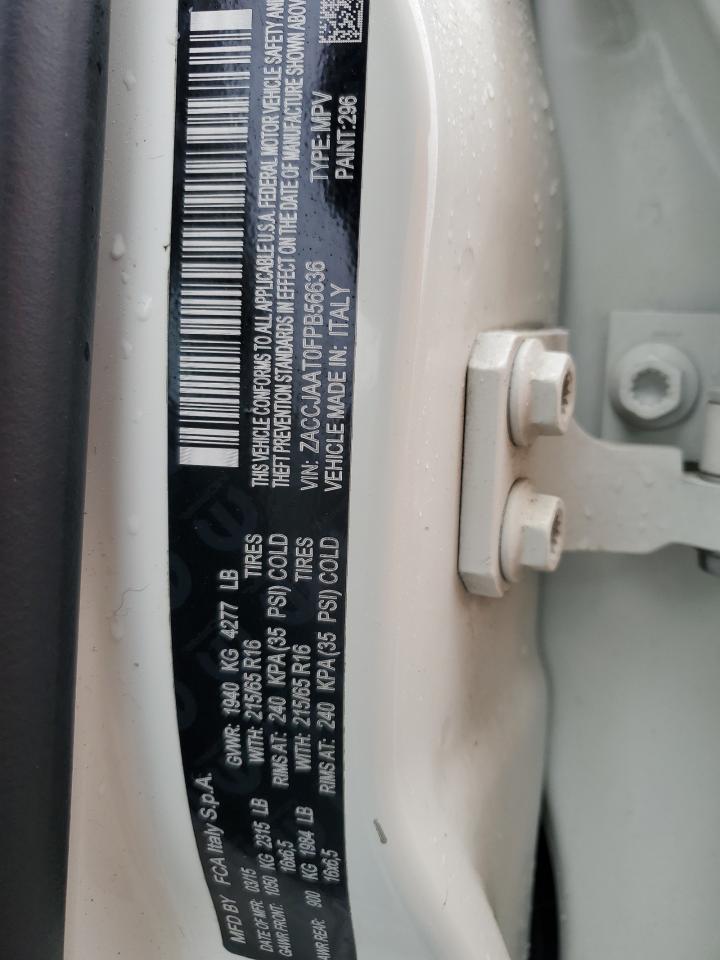 MFD BY FCA Italy S.p.A.
DATE OF MFR: 03/15 GVWR: 1940 KG 4277 LB
GAWR FRONT: 1050 KG 2315 LB WITH: 215/65 R16 TIRES
16x6,5 RIMS AT: 240 KPA (35 PSI) COLD
GAWR REAR: 900 KG 1984 LB WITH: 215/65 R16 TIRES
16x6,5 RIMS AT: 240 KPA (35 PSI) COLD
THIS VEHICLE CONFORMS TO ALL APPLICABLE U.S.A. FEDERAL MOTOR VEHICLE SAFETY AND
THEFT PREVENTION STANDARDS IN EFFECT ON THE DATE OF MANUFACTURE SHOWN ABOVE
VIN: ZACCJAAT0FPB56636 TYPE: MPV
VEHICLE MADE IN: ITALY PAINT: 296